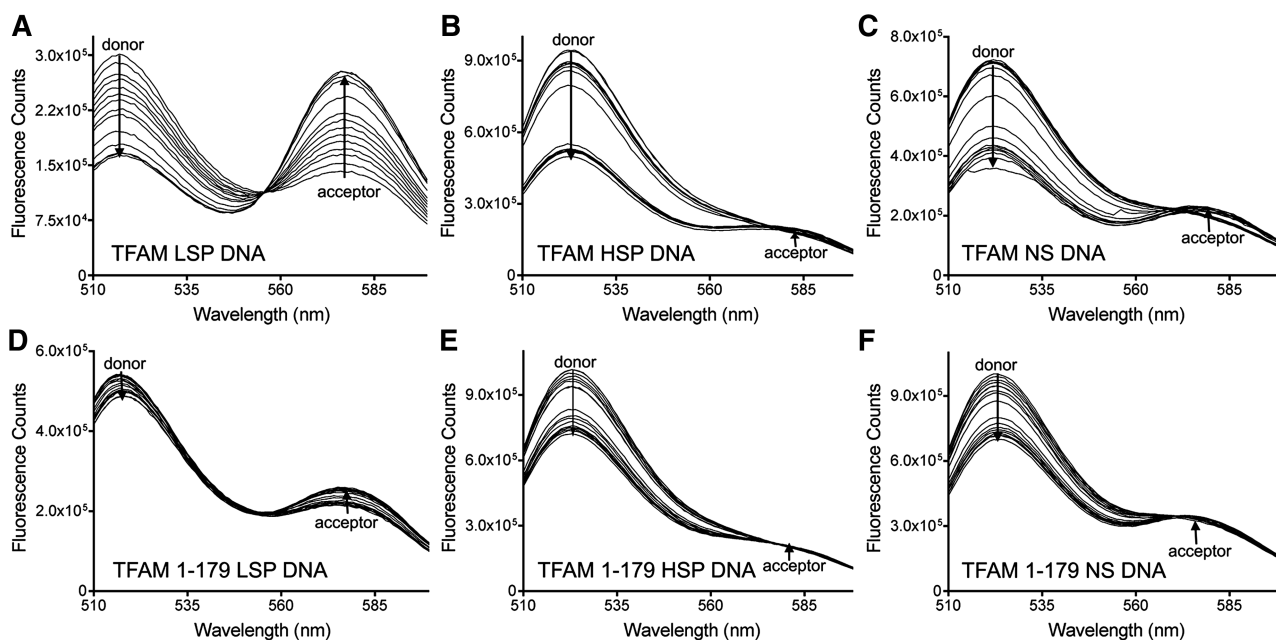 A
Fluorescence Counts
3.0x10⁵
2.2x10⁵
1.5x10⁵
7.5x10⁴
0
donor
acceptor
TFAM LSP DNA
510 535 560 585
Wavelength (nm)
B
Fluorescence Counts
9.0x10⁵
6.0x10⁵
3.0x10⁵
0
donor
acceptor
TFAM HSP DNA
510 535 560 585
Wavelength (nm)
C
Fluorescence Counts
8.0x10⁵
6.0x10⁵
4.0x10⁵
2.0x10⁵
0
donor
acceptor
TFAM NS DNA
510 535 560 585
Wavelength (nm)
D
Fluorescence Counts
6.0x10⁵
4.0x10⁵
2.0x10⁵
0
donor
acceptor
TFAM 1-179 LSP DNA
510 535 560 585
Wavelength (nm)
E
Fluorescence Counts
9.0x10⁵
6.0x10⁵
3.0x10⁵
0
donor
acceptor
TFAM 1-179 HSP DNA
510 535 560 585
Wavelength (nm)
F
Fluorescence Counts
9.0x10⁵
6.0x10⁵
3.0x10⁵
0
donor
acceptor
TFAM 1-179 NS DNA
510 535 560 585
Wavelength (nm)